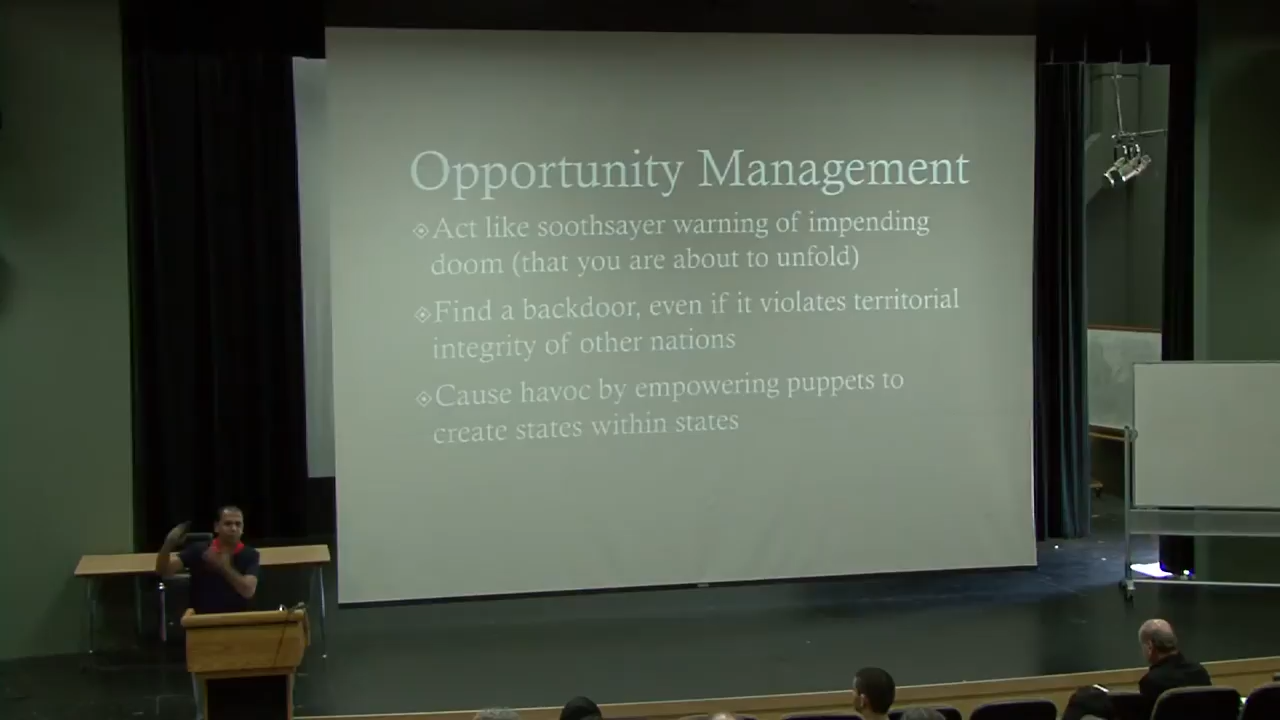 Opportunity Management
Act like soothsayer warning of impending
doom (that you are about to unfold)
Find a backdoor, even if it violates territorial
integrity of other nations
Cause havoc by empowering puppets to
create states within states